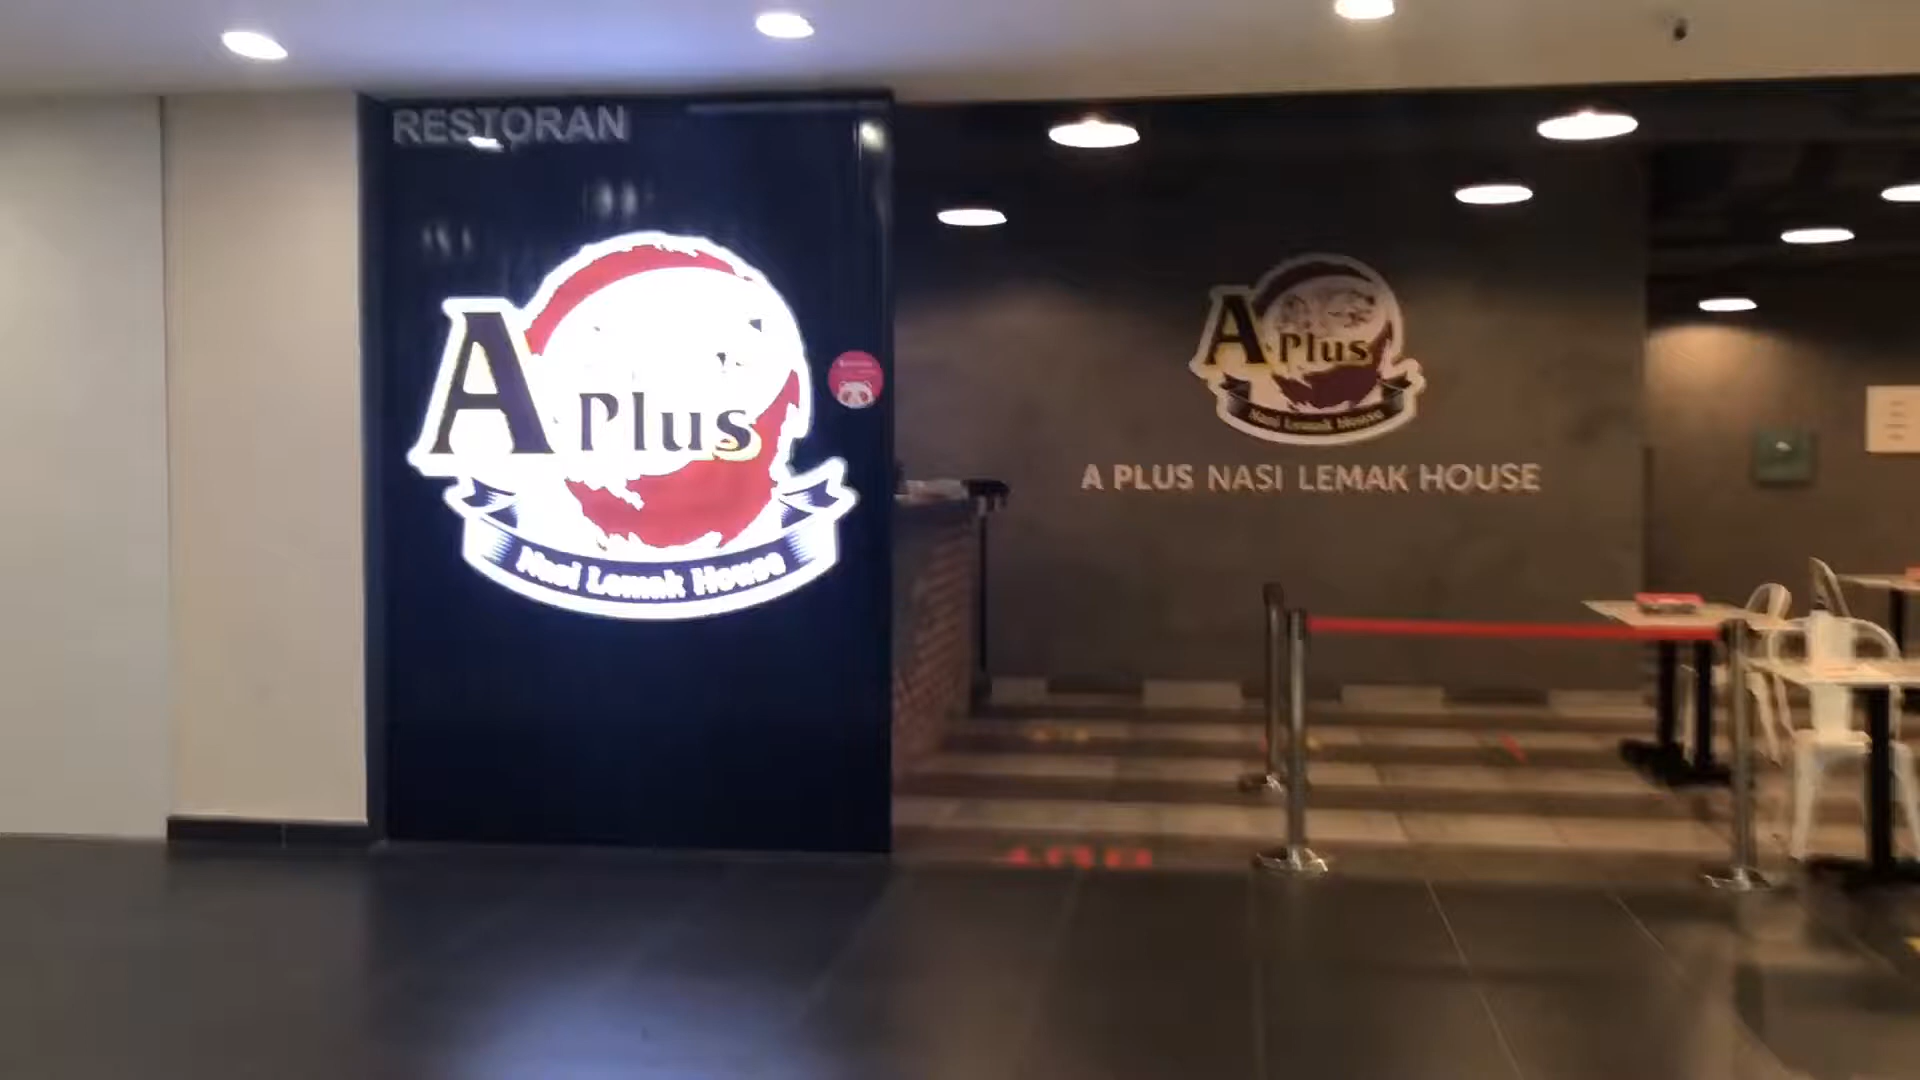 RESTORAN
A Plus
Nasi Lemak House
A Plus
Nasi Lemak House
A PLUS NASI LEMAK HOUSE